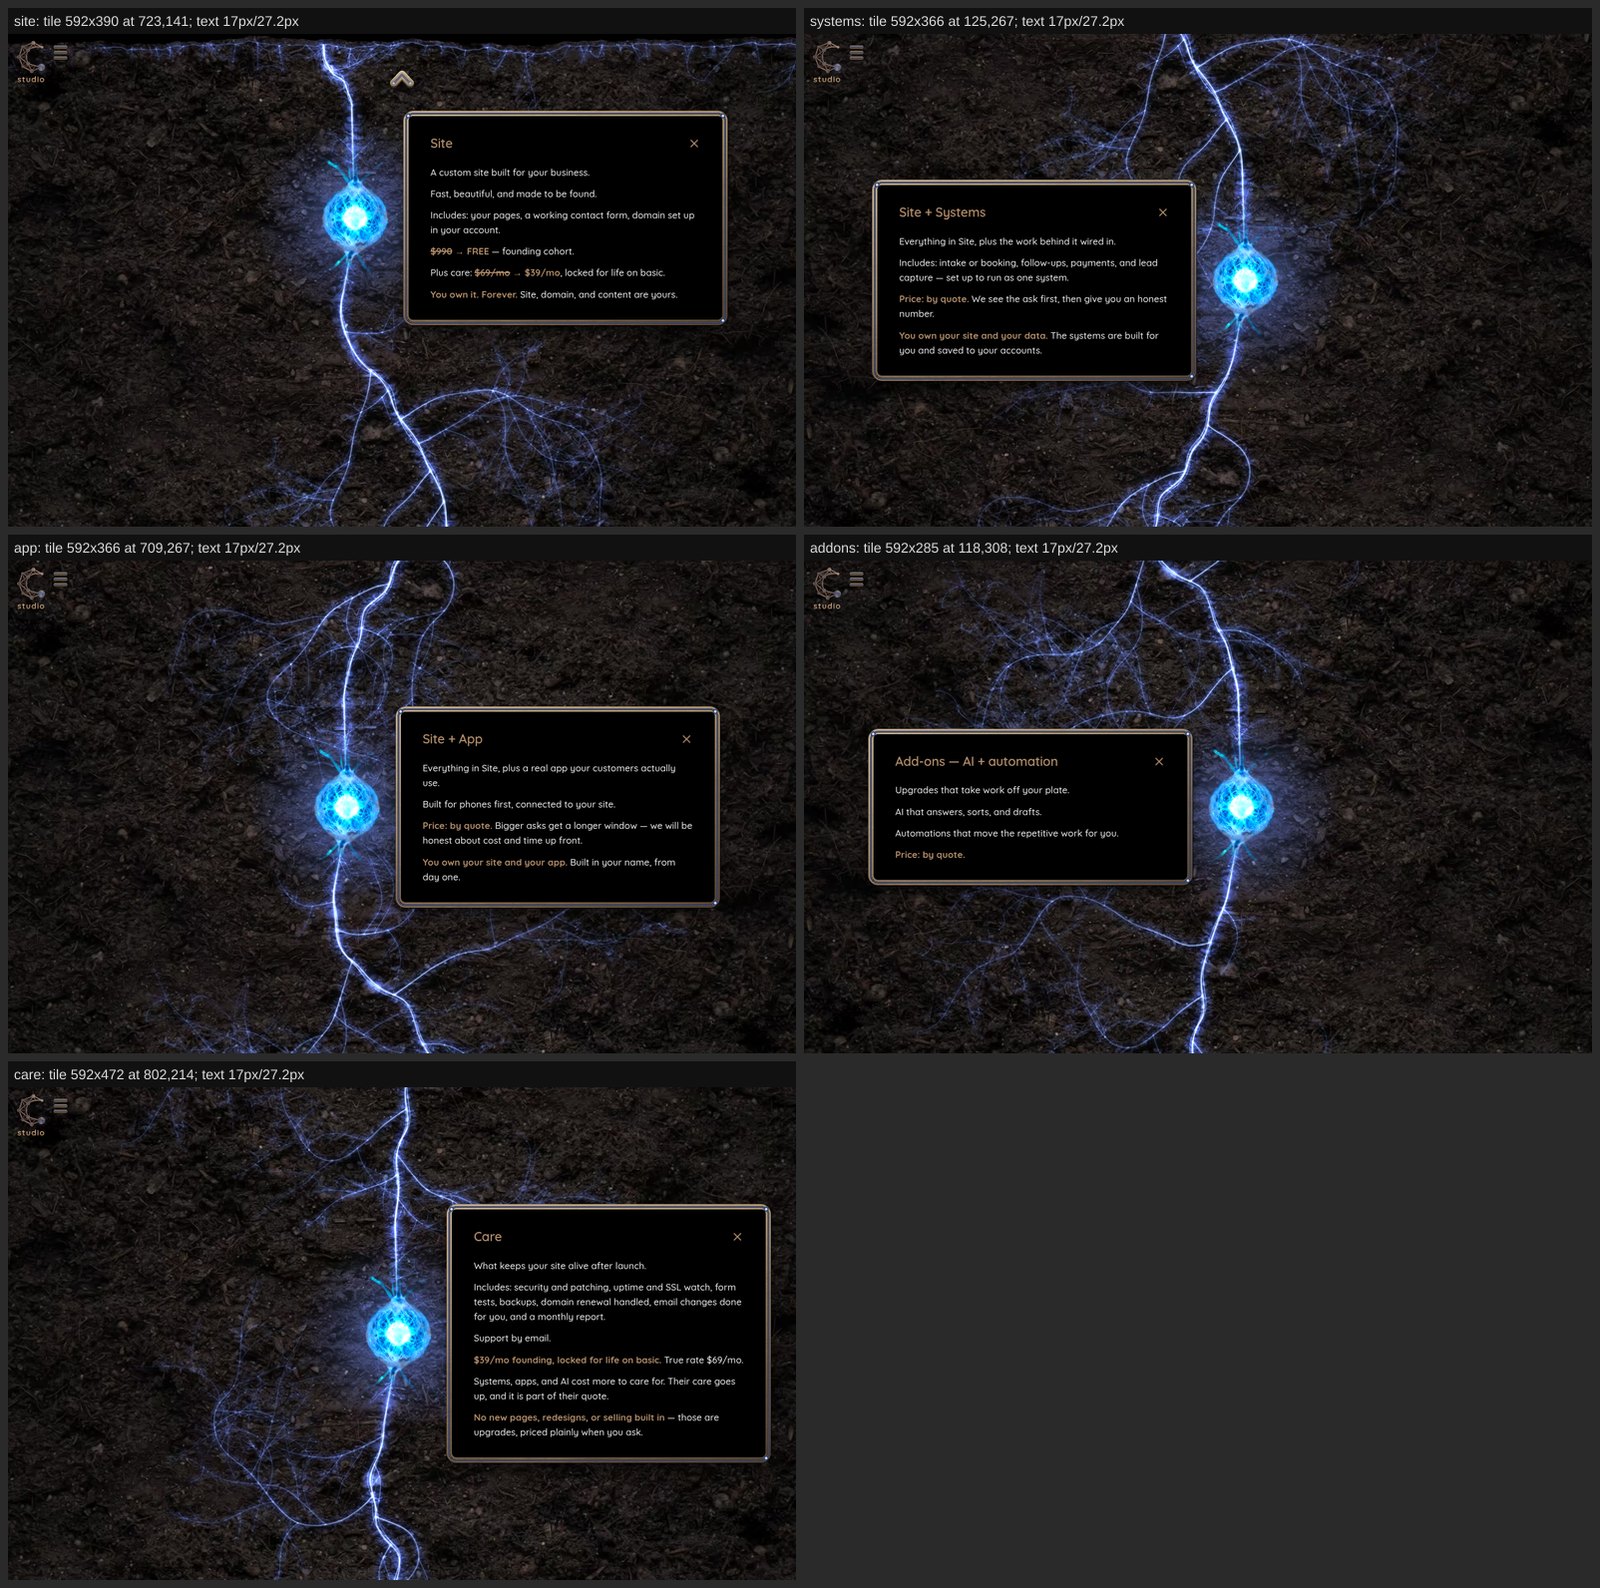 site: tile 592x390 at 723,141; text 17px/27.2px
studio
Site
A custom site built for your business.
Fast, beautiful, and made to be found.
Includes: your pages, a working contact form, domain set up
in your account.
$990 → FREE — founding cohort.
Plus care: $69/mo → $39/mo, locked for life on basic.
You own it. Forever. Site, domain, and content are yours.
systems: tile 592x366 at 125,267; text 17px/27.2px
studio
Site + Systems
Everything in Site, plus the work behind it wired in.
Includes: intake or booking, follow-ups, payments, and lead
capture — set up to run as one system.
Price: by quote. We see the ask first, then give you an honest
number.
You own your site and your data. The systems are built for
you and saved to your accounts.
app: tile 592x366 at 709,267; text 17px/27.2px
studio
Site + App
Everything in Site, plus a real app your customers actually
use.
Built for phones first, connected to your site.
Price: by quote. Bigger asks get a longer window — we will be
honest about cost and time up front.
You own your site and your app. Built in your name, from
day one.
addons: tile 592x285 at 118,308; text 17px/27.2px
studio
Add-ons — AI + automation
Upgrades that take work off your plate.
AI that answers, sorts, and drafts.
Automations that move the repetitive work for you.
Price: by quote.
care: tile 592x472 at 802,214; text 17px/27.2px
studio
Care
What keeps your site alive after launch.
Includes: security and patching, uptime and SSL watch, form
tests, backups, domain renewal handled, email changes done
for you, and a monthly report.
Support by email.
$39/mo founding, locked for life on basic. True rate $69/mo.
Systems, apps, and AI cost more to care for. Their care goes
up, and it is part of their quote.
No new pages, redesigns, or selling built in — those are
upgrades, priced plainly when you ask.